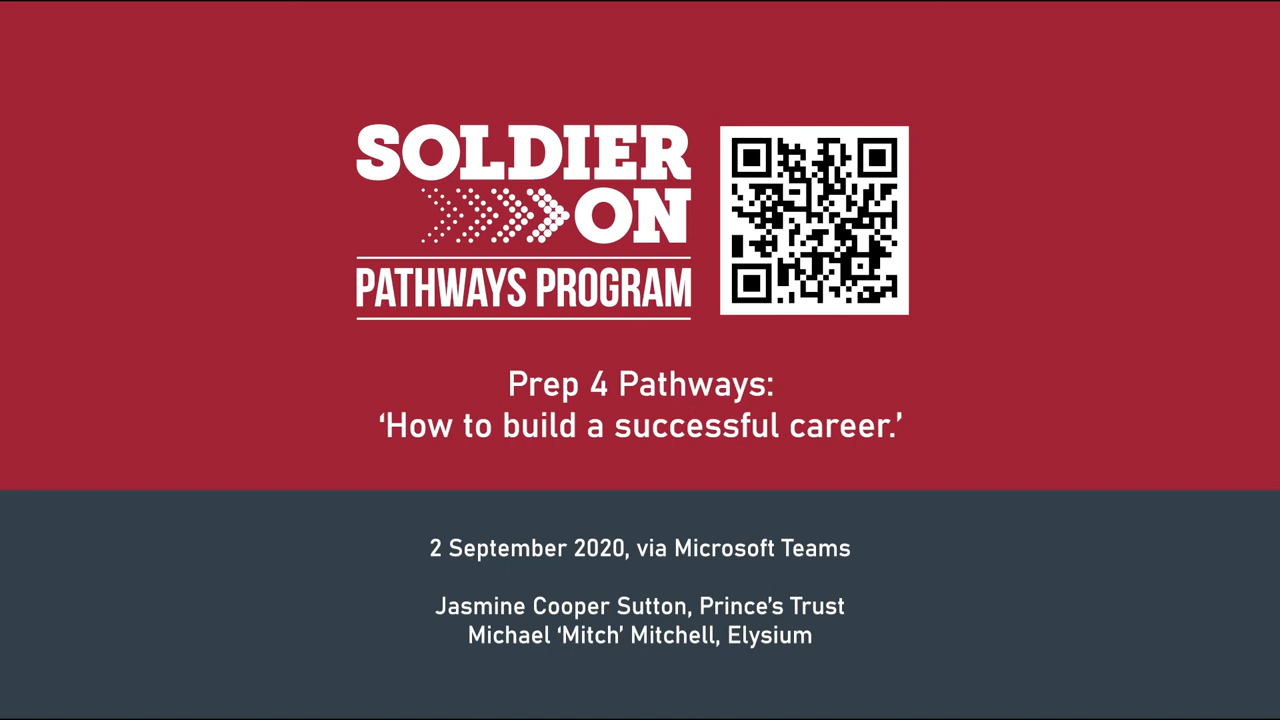 SOLDIER
ON
PATHWAYS PROGRAM
Prep 4 Pathways:
‘How to build a successful career.’
2 September 2020, via Microsoft Teams
Jasmine Cooper Sutton, Prince’s Trust
Michael ‘Mitch’ Mitchell, Elysium